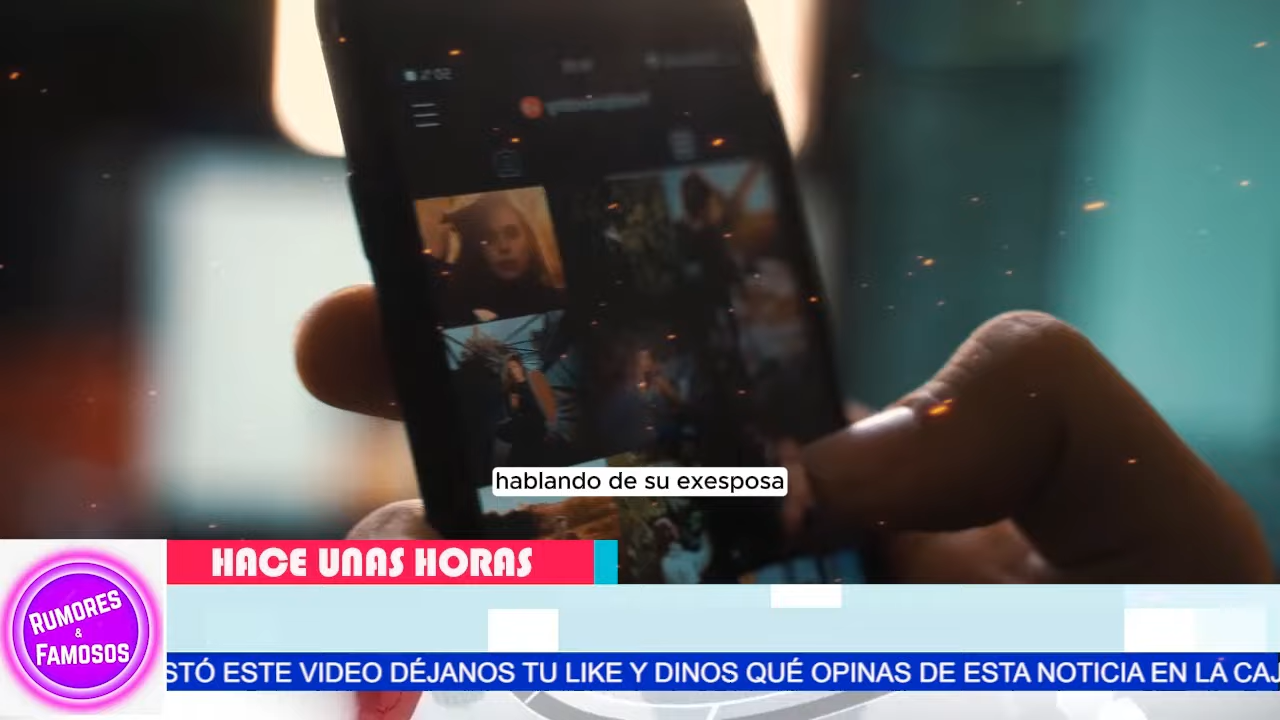 hablando de su exesposa
HACE UNAS HORAS
RUMORES
&
FAMOSOS
STÓ ESTE VIDEO DÉJANOS TU LIKE Y DINOS QUÉ OPINAS DE ESTA NOTICIA EN LA CAJ